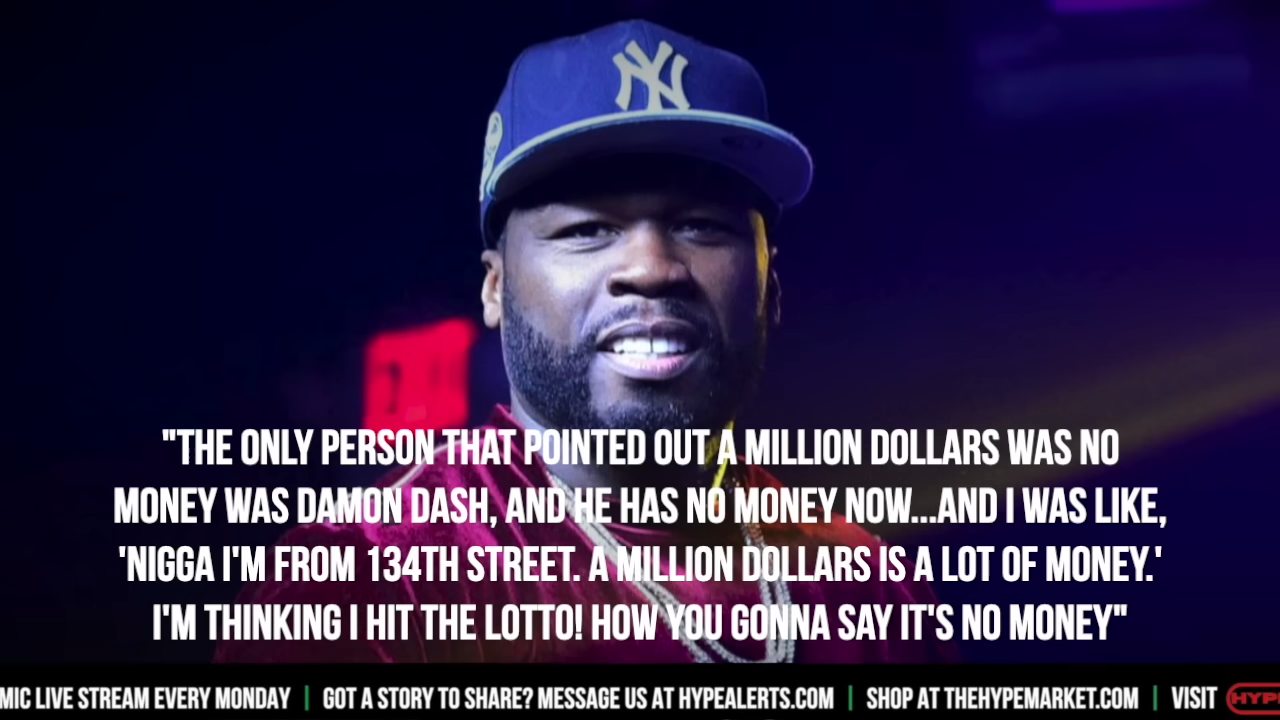 NY
"THE ONLY PERSON THAT POINTED OUT A MILLION DOLLARS WAS NO
MONEY WAS DAMON DASH, AND HE HAS NO MONEY NOW...AND I WAS LIKE,
'NIGGA I'M FROM 134TH STREET. A MILLION DOLLARS IS A LOT OF MONEY.'
I'M THINKING I HIT THE LOTTO! HOW YOU GONNA SAY IT'S NO MONEY"
MIC LIVE STREAM EVERY MONDAY | GOT A STORY TO SHARE? MESSAGE US AT HYPEALERTS.COM | SHOP AT THEHYPEMARKET.COM | VISIT HYP